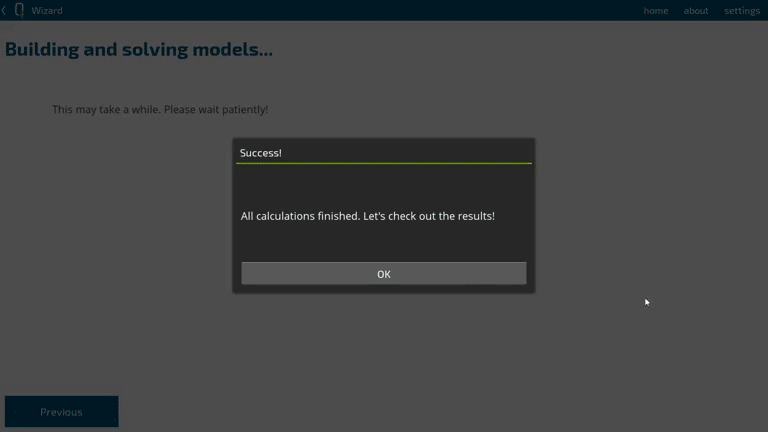 Wizard
home about settings
Building and solving models...
This may take a while. Please wait patiently!
Success!
All calculations finished. Let's check out the results!
OK
Previous